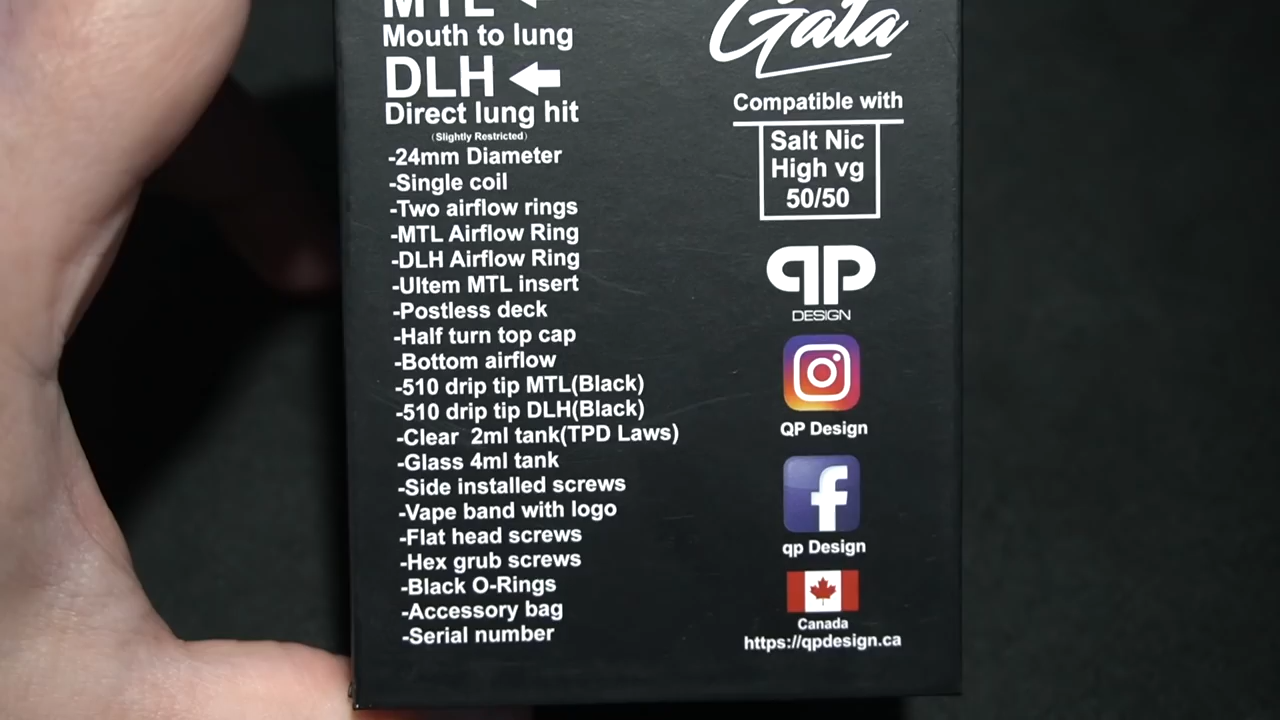 MTL
Mouth to lung
DLH
Direct lung hit
(Slightly Restricted)
-24mm Diameter
-Single coil
-Two airflow rings
-MTL Airflow Ring
-DLH Airflow Ring
-Ultem MTL insert
-Postless deck
-Half turn top cap
-Bottom airflow
-510 drip tip MTL(Black)
-510 drip tip DLH(Black)
-Clear  2ml tank(TPD Laws)
-Glass 4ml tank
-Side installed screws
-Vape band with logo
-Flat head screws
-Hex grub screws
-Black O-Rings
-Accessory bag
-Serial number
Gata
Compatible with
Salt Nic
High vg
50/50
qp
DESIGN
QP Design
f
qp Design
Canada
https://qpdesign.ca